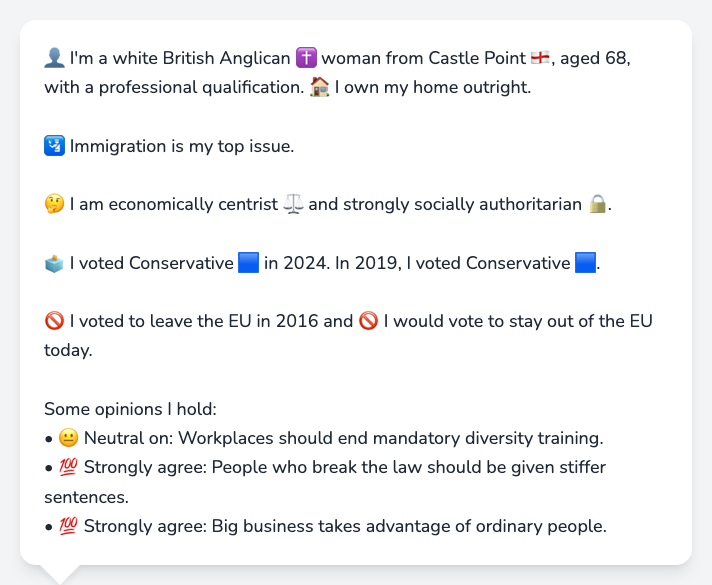 👤 I'm a white British Anglican ✝️ woman from Castle Point 🏴󠁧󠁢󠁥󠁮󠁧󠁿, aged 68,
with a professional qualification. 🏠 I own my home outright.
🛂 Immigration is my top issue.
🤔 I am economically centrist ⚖️ and strongly socially authoritarian 🔒.
🗳️ I voted Conservative 🟦 in 2024. In 2019, I voted Conservative 🟦.
🚫 I voted to leave the EU in 2016 and 🚫 I would vote to stay out of the EU
today.
Some opinions I hold:
• 😐 Neutral on: Workplaces should end mandatory diversity training.
• 💯 Strongly agree: People who break the law should be given stiffer
sentences.
• 💯 Strongly agree: Big business takes advantage of ordinary people.